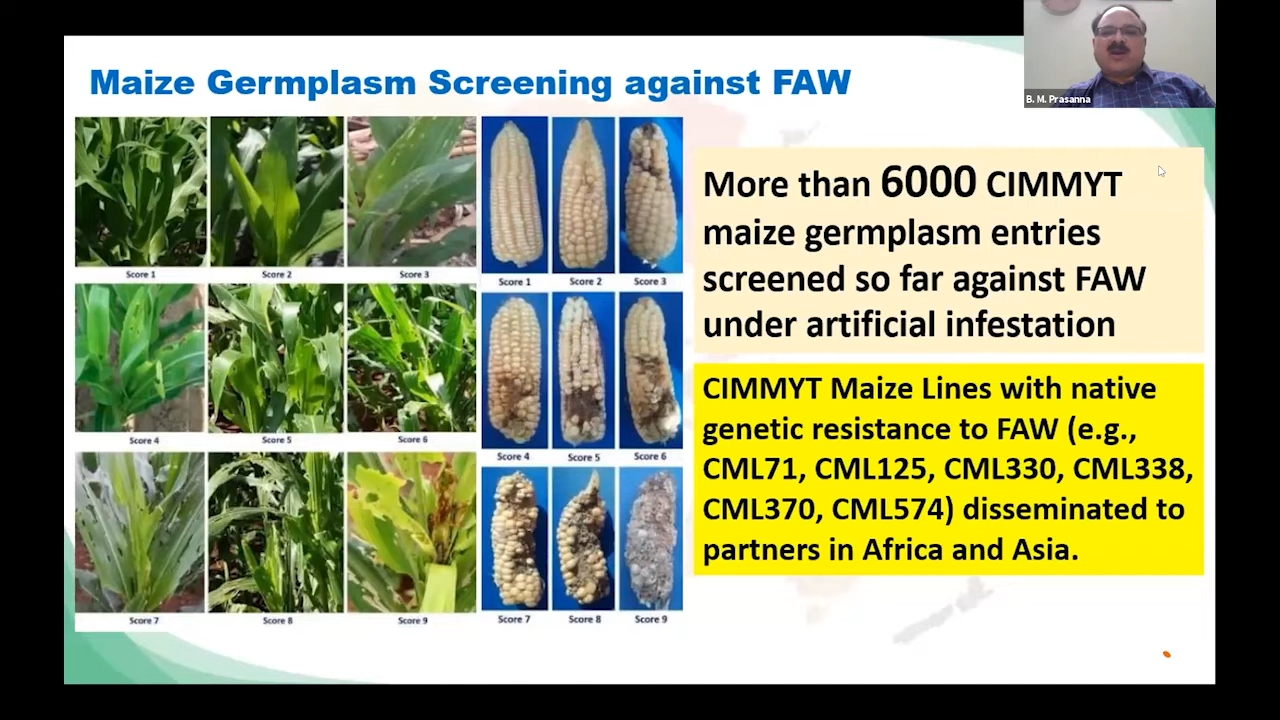 B. M. Prasanna
Maize Germplasm Screening against FAW
Score 1
Score 2
Score 3
Score 4
Score 5
Score 6
Score 7
Score 8
Score 9
Score 1
Score 2
Score 3
Score 4
Score 5
Score 6
Score 7
Score 8
Score 9
More than 6000 CIMMYT
maize germplasm entries
screened so far against FAW
under artificial infestation
CIMMYT Maize Lines with native
genetic resistance to FAW (e.g.,
CML71, CML125, CML330, CML338,
CML370, CML574) disseminated to
partners in Africa and Asia.